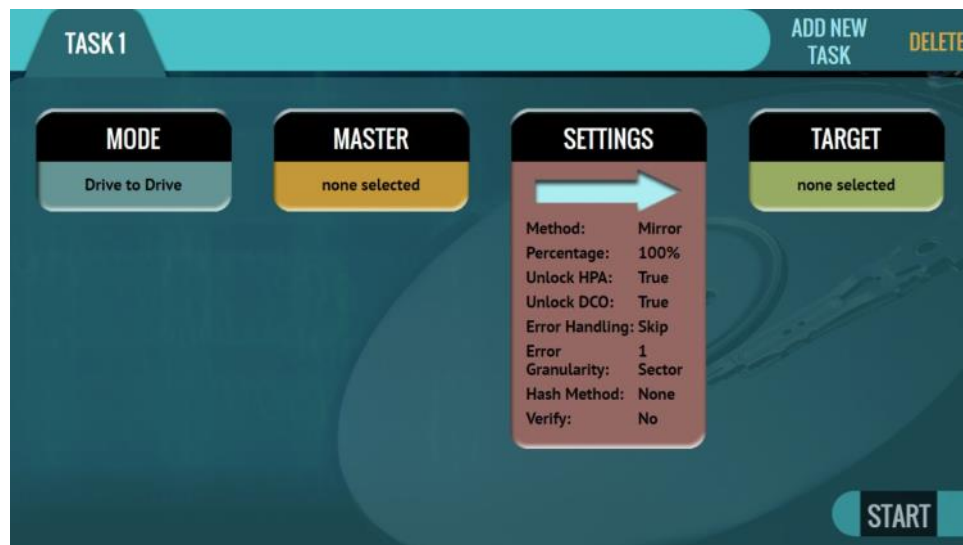 TASK 1
ADD NEW
TASK
DELETE
MODE
Drive to Drive
MASTER
none selected
SETTINGS
Method: Mirror
Percentage: 100%
Unlock HPA: True
Unlock DCO: True
Error Handling: Skip
Error 1
Granularity: Sector
Hash Method: None
Verify: No
TARGET
none selected
START